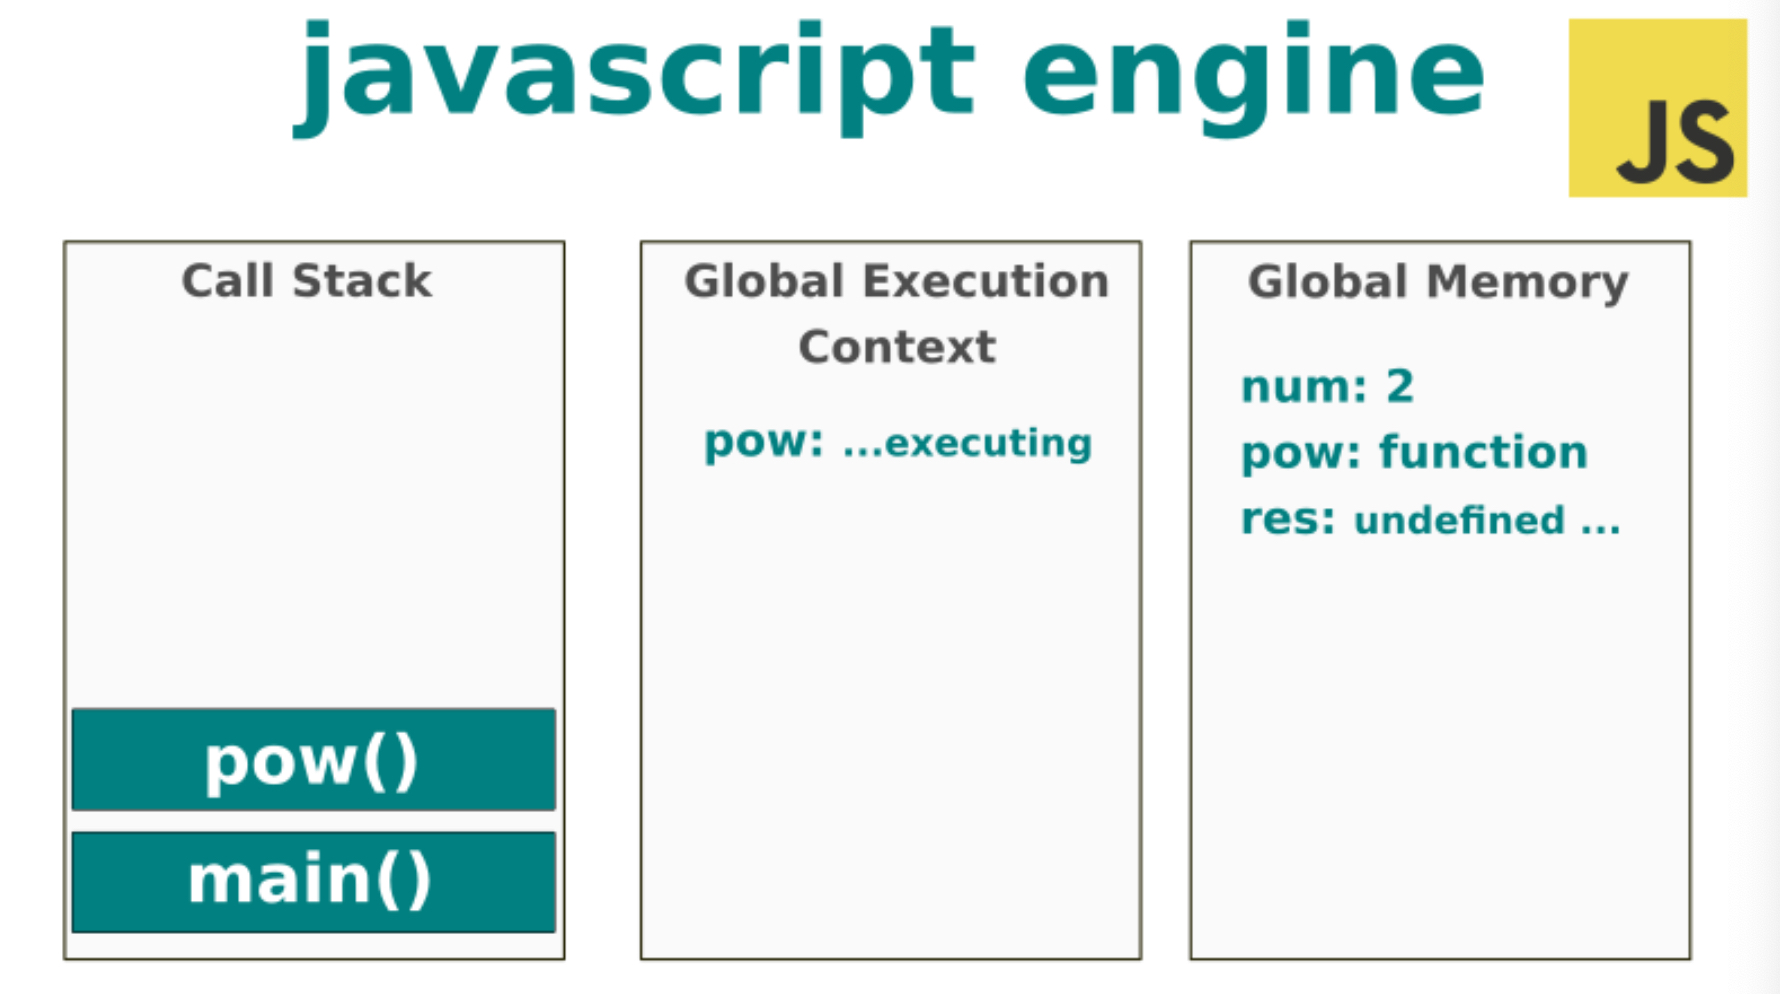 javascript engine
JS
Call Stack
pow()
main()
Global Execution
Context
pow: ...executing
Global Memory
num: 2
pow: function
res: undefined ...